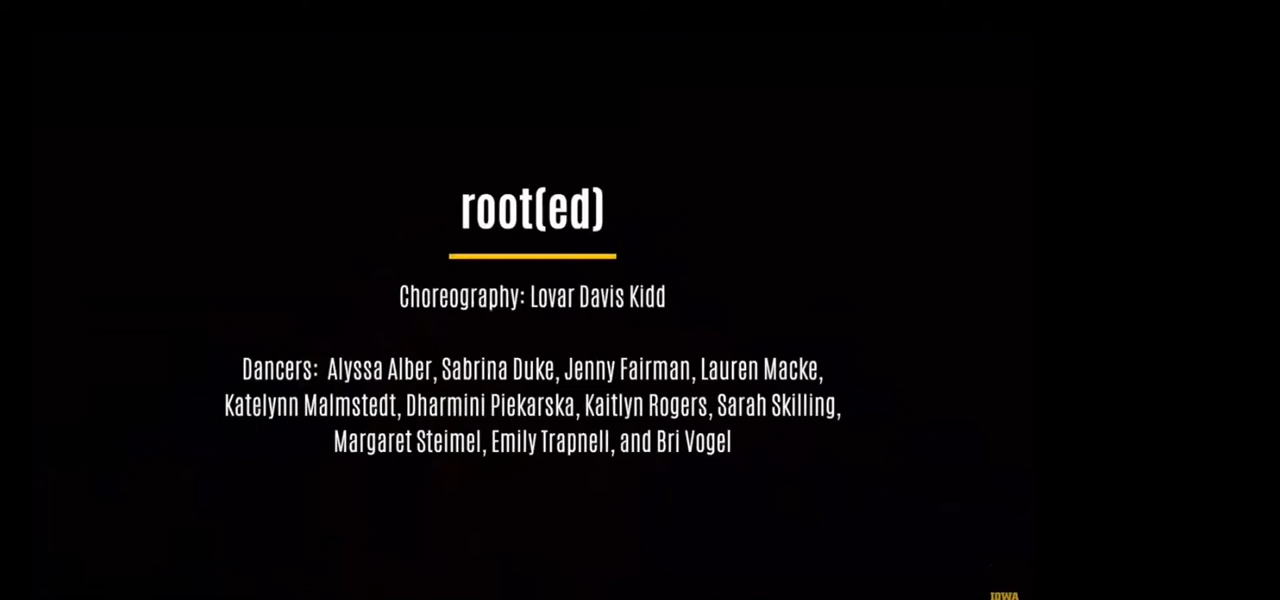 root(ed)
Choreography: Lovar Davis Kidd
Dancers: Alyssa Alber, Sabrina Duke, Jenny Fairman, Lauren Macke,
Katelynn Malmstedt, Dharmini Piekarska, Kaitlyn Rogers, Sarah Skilling,
Margaret Steimel, Emily Trapnell, and Bri Vogel
IOWA